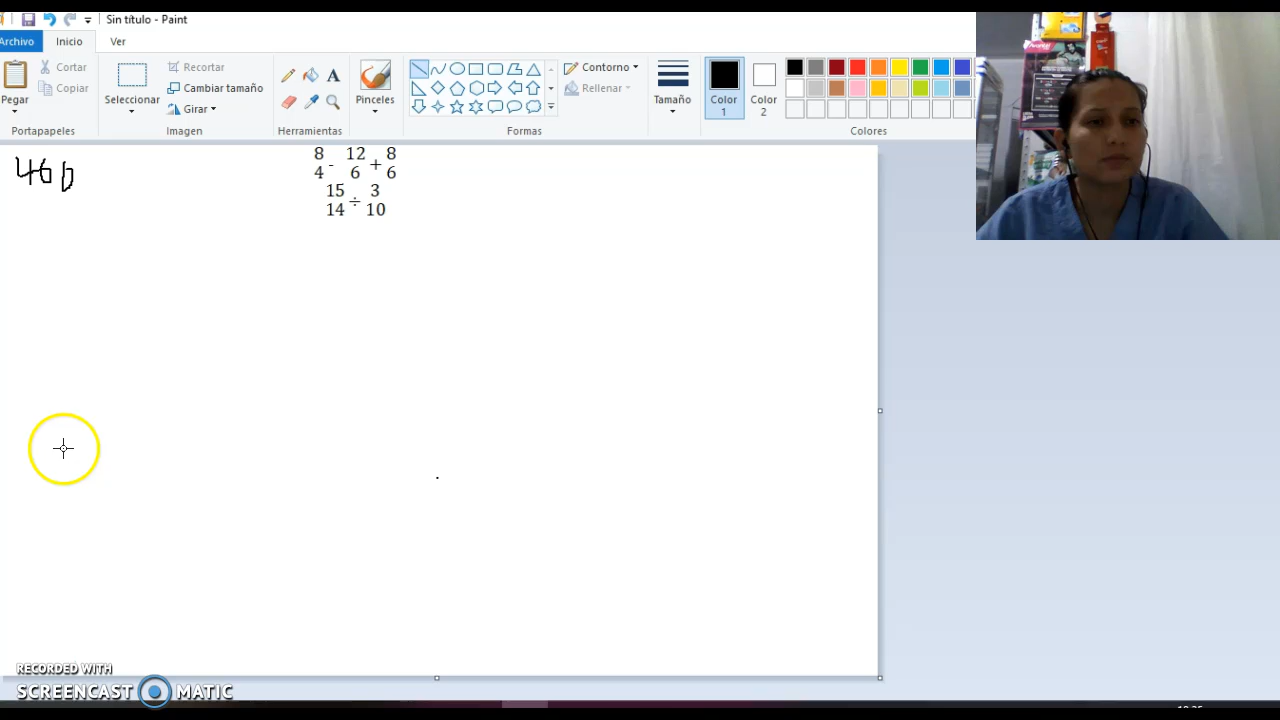 Sin título - Paint
Archivo Inicio Ver
Pegar
Cortar
Copiar
Portapapeles
Seleccionar
Recortar
Cambiar tamaño
Girar
Imagen
A
Herramientas
Pinceles
Contorno
Rellenar
Formas
Tamaño
Color 1
Color 2
Colores
46 b
8 12 8
- +
4 6 6
15 3
÷
14 10
RECORDED WITH
SCREENCAST MATIC